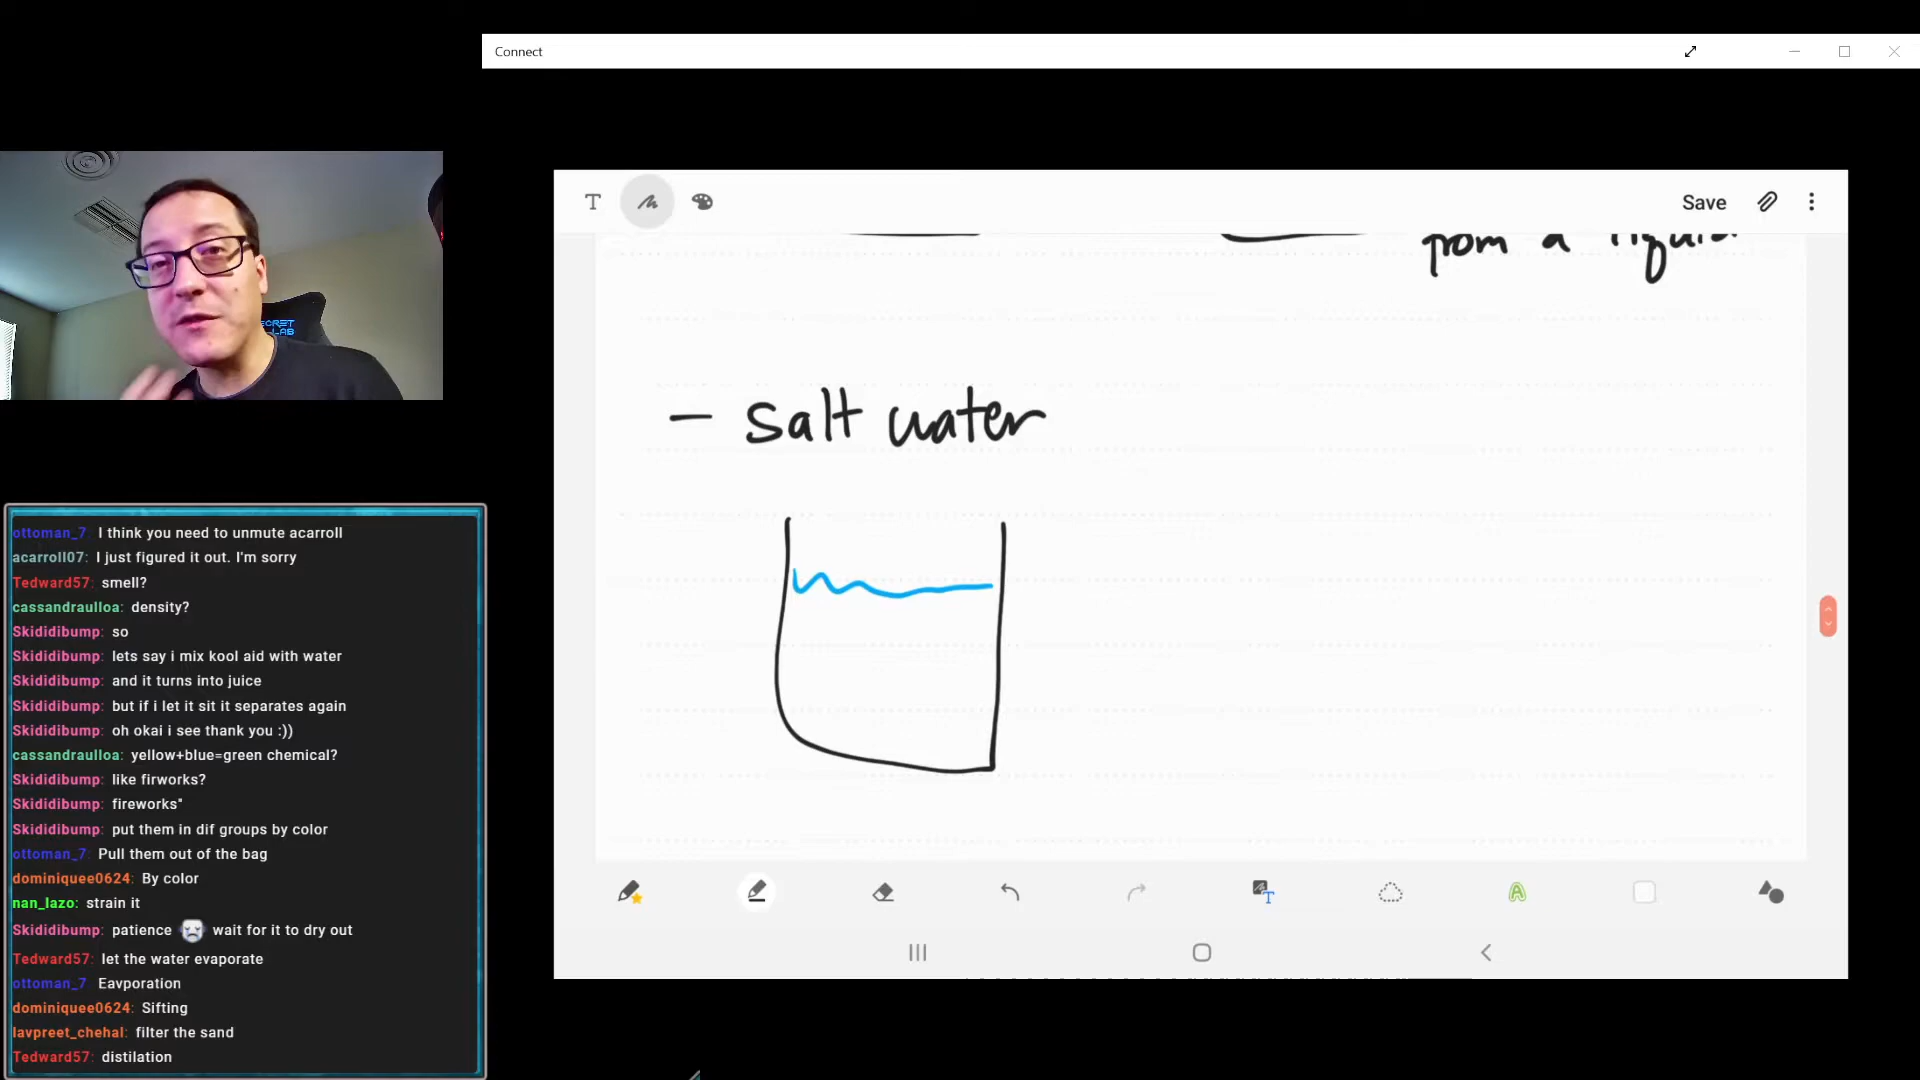 Connect
Save
from a liquid
- salt water
ECRET
LAB
ottoman_7 I think you need to unmute acarroll
acarroll07: I just figured it out. I'm sorry
Tedward57: smell?
cassandraulloa: density?
Skididibump: so
Skididibump: lets say i mix kool aid with water
Skididibump: and it turns into juice
Skididibump: but if i let it sit it separates again
Skididibump: oh okai i see thank you :))
cassandraulloa: yellow+blue=green chemical?
Skididibump: like firworks?
Skididibump: fireworks"
Skididibump: put them in dif groups by color
ottoman_7 Pull them out of the bag
dominiquee0624: By color
nan_lazo: strain it
Skididibump: patience wait for it to dry out
Tedward57: let the water evaporate
ottoman_7 Eavporation
dominiquee0624: Sifting
lavpreet_chehal: filter the sand
Tedward57: distilation